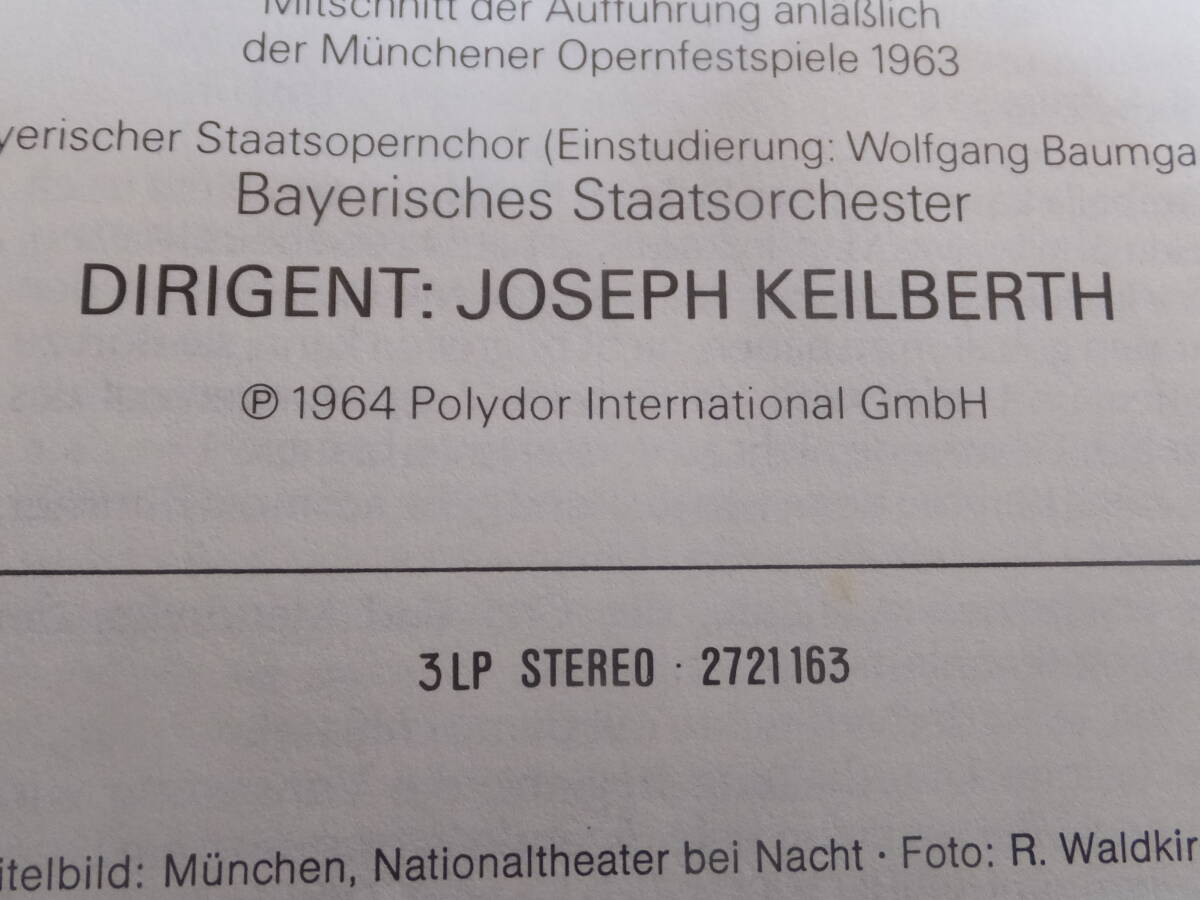 Mitschnitt der Aufführung anläßlich
der Münchener Opernfestspiele 1963
yerischer Staatsopernchor (Einstudierung: Wolfgang Baumga
Bayerisches Staatsorchester
DIRIGENT: JOSEPH KEILBERTH
℗ 1964 Polydor International GmbH
3 LP STEREO · 2721 163
itelbild: München, Nationaltheater bei Nacht · Foto: R. Waldkir